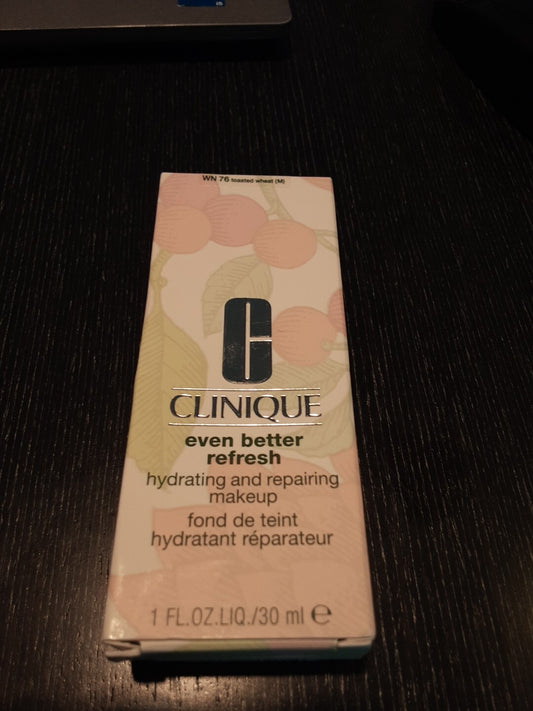 WN 76 toasted wheat (M)
CLINIQUE
even better
refresh
hydrating and repairing
makeup
fond de teint
hydratant réparateur
1 FL.OZ.LIQ./30 ml ℮